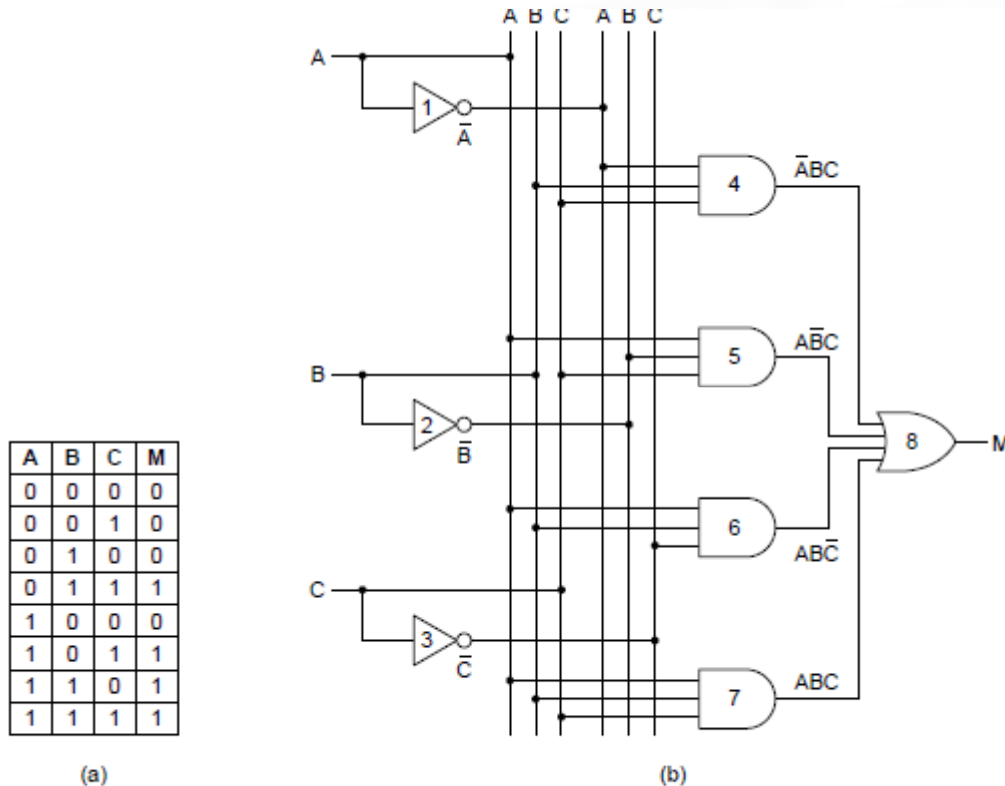 A B C A B C
A
1
A̅
4
A̅BC
5
AB̅C
B
2
B̅
8
M
6
ABC̅
C
3
C̅
7
ABC
A B C M
0 0 0 0
0 0 1 0
0 1 0 0
0 1 1 1
1 0 0 0
1 0 1 1
1 1 0 1
1 1 1 1
(a)
(b)